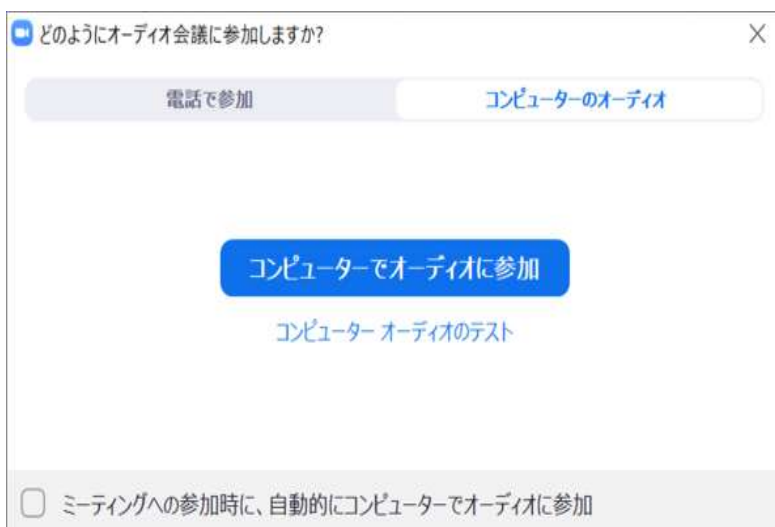 どのようにオーディオ会議に参加しますか?
電話で参加
コンピューターのオーディオ
コンピューターでオーディオに参加
コンピューター オーディオのテスト
ミーティングへの参加時に、自動的にコンピューターでオーディオに参加